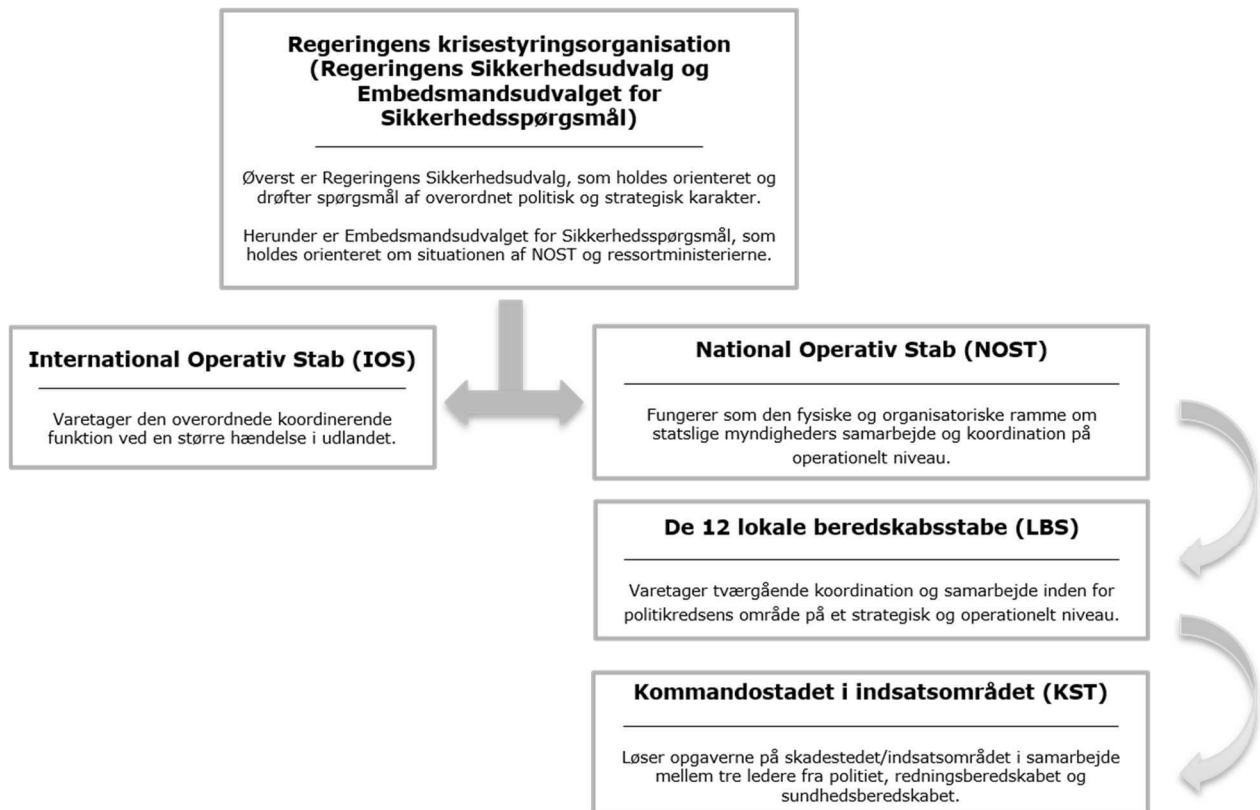 Regeringens krisestyringsorganisation
(Regeringens Sikkerhedsudvalg og
Embedsmandsudvalget for
Sikkerhedsspørgsmål)
Øverst er Regeringens Sikkerhedsudvalg, som holdes orienteret og
drøfter spørgsmål af overordnet politisk og strategisk karakter.
Herunder er Embedsmandsudvalget for Sikkerhedsspørgsmål, som
holdes orienteret om situationen af NOST og ressortministerierne.
International Operativ Stab (IOS)
Varetager den overordnede koordinerende
funktion ved en større hændelse i udlandet.
National Operativ Stab (NOST)
Fungerer som den fysiske og organisatoriske ramme om
statslige myndigheders samarbejde og koordination på
operationelt niveau.
De 12 lokale beredskabsstabe (LBS)
Varetager tværgående koordination og samarbejde inden for
politikredsens område på et strategisk og operationelt niveau.
Kommandostadet i indsatsområdet (KST)
Løser opgaverne på skadestedet/indsatsområdet i samarbejde
mellem tre ledere fra politiet, redningsberedskabet og
sundhedsberedskabet.